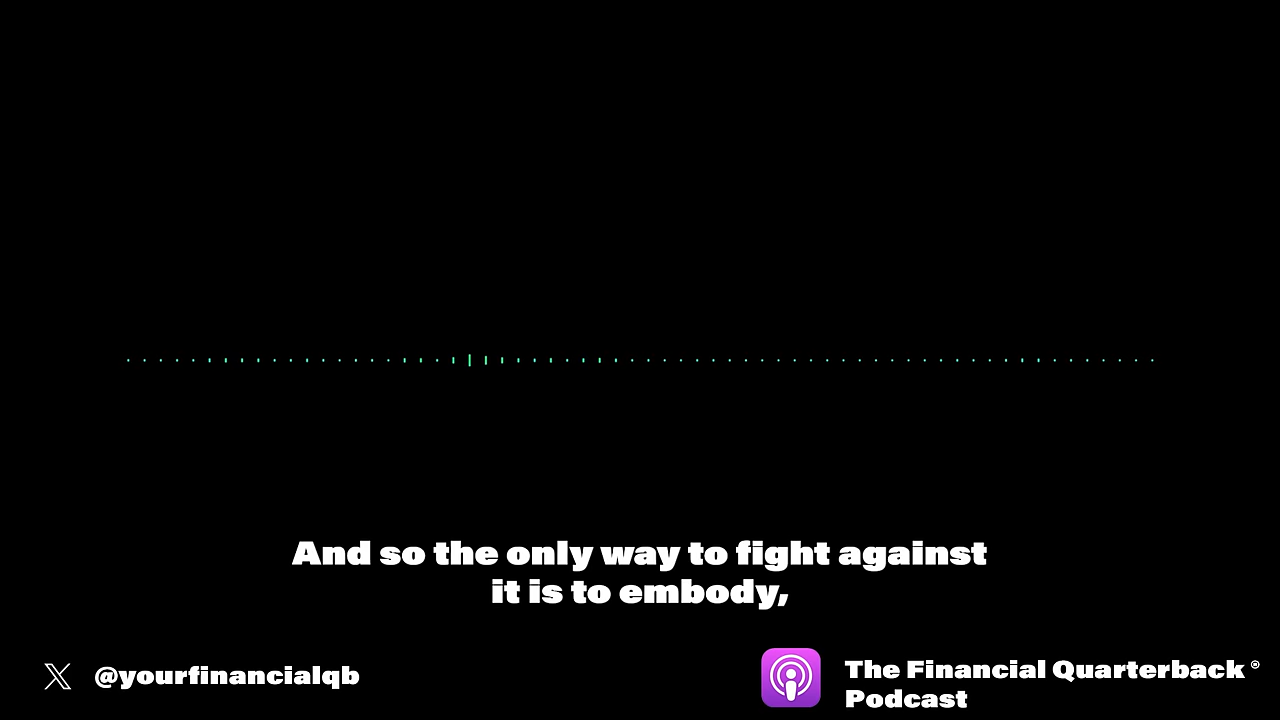 And so the only way to fight against
it is to embody,
@yourfinancialqb
The Financial Quarterback®
Podcast